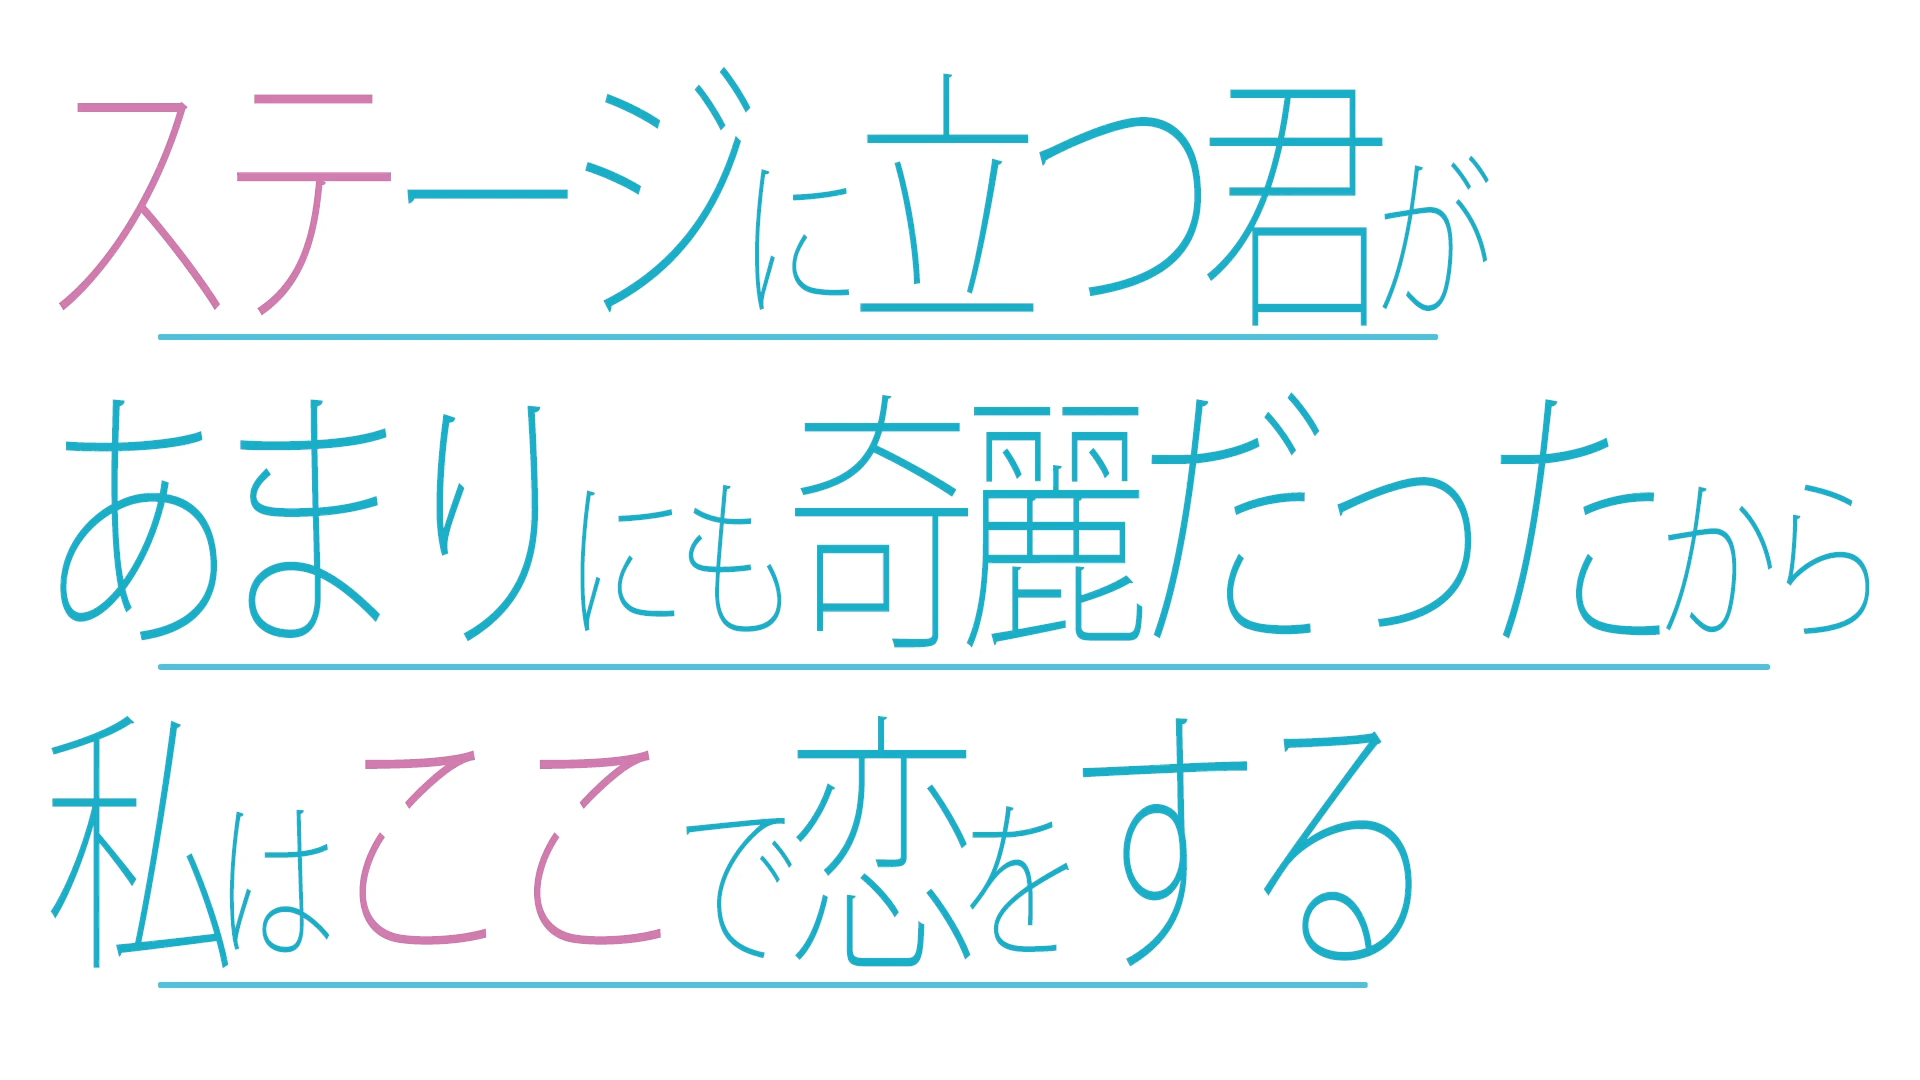 ステージに立つ君が
あまりにも奇麗だったから
私はここで恋をする